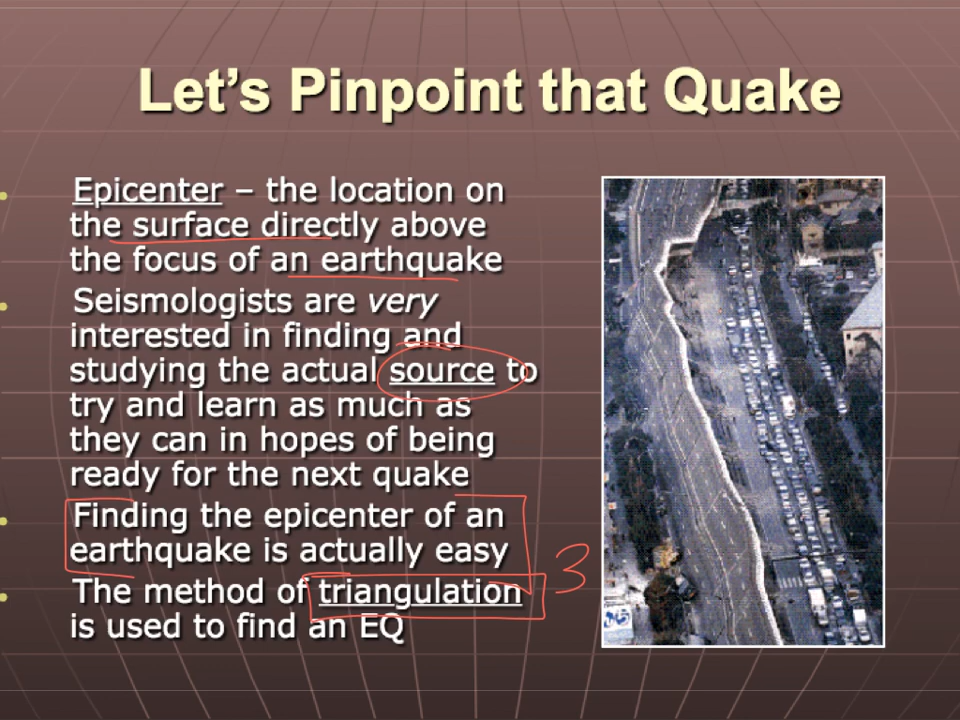 Let's Pinpoint that Quake
Epicenter – the location on
the surface directly above
the focus of an earthquake
Seismologists are very
interested in finding and
studying the actual source to
try and learn as much as
they can in hopes of being
ready for the next quake
Finding the epicenter of an
earthquake is actually easy
The method of triangulation
is used to find an EQ
3